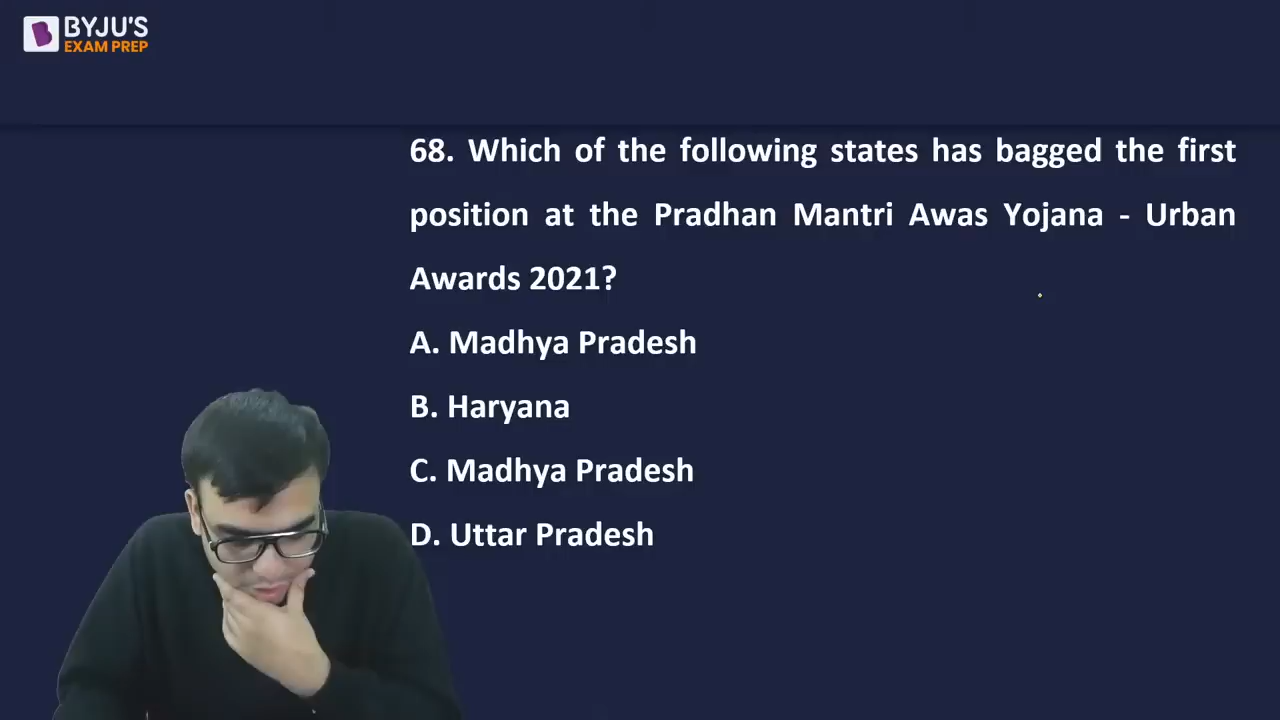 BYJU'S
EXAM PREP
68. Which of the following states has bagged the first
position at the Pradhan Mantri Awas Yojana - Urban
Awards 2021?
A. Madhya Pradesh
B. Haryana
C. Madhya Pradesh
D. Uttar Pradesh